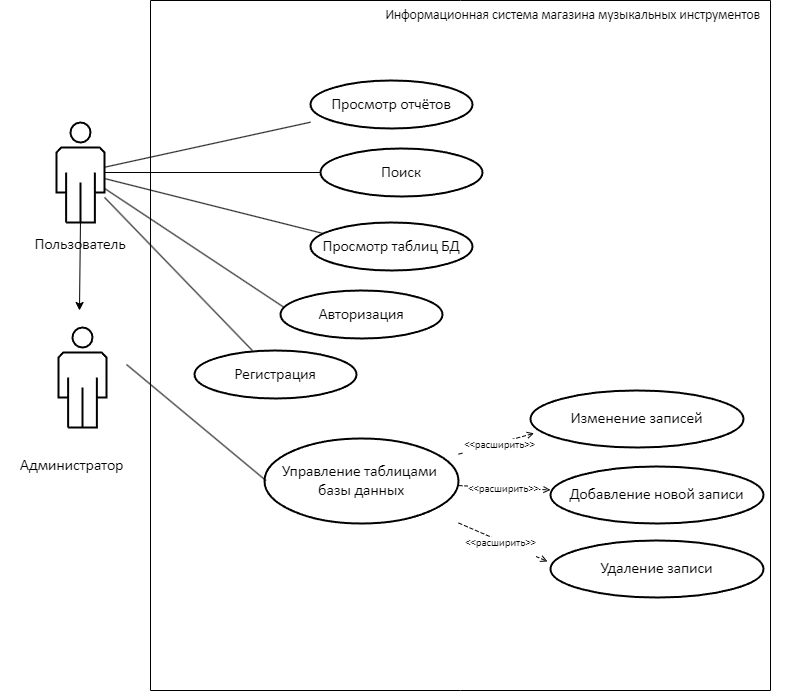 Информационная система магазина музыкальных инструментов
Просмотр отчётов
Поиск
Пользователь
Просмотр таблиц БД
Авторизация
Регистрация
Администратор
Управление таблицами
базы данных
<<расширить>>
Изменение записей
<<расширить>>
Добавление новой записи
<<расширить>>
Удаление записи